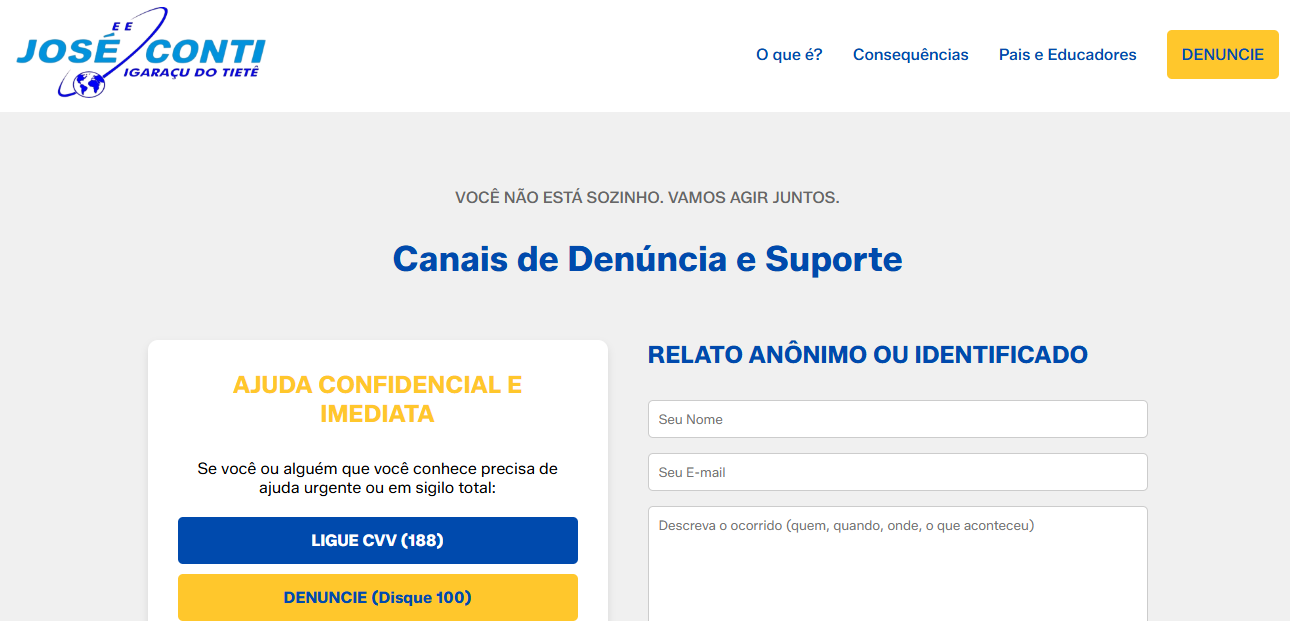 E E
JOSÉ CONTI
IGARAÇU DO TIETÊ
O que é?
Consequências
Pais e Educadores
DENUNCIE
VOCÊ NÃO ESTÁ SOZINHO. VAMOS AGIR JUNTOS.
Canais de Denúncia e Suporte
AJUDA CONFIDENCIAL E
IMEDIATA
Se você ou alguém que você conhece precisa de
ajuda urgente ou em sigilo total:
LIGUE CVV (188)
DENUNCIE (Disque 100)
RELATO ANÔNIMO OU IDENTIFICADO
Seu Nome
Seu E-mail
Descreva o ocorrido (quem, quando, onde, o que aconteceu)